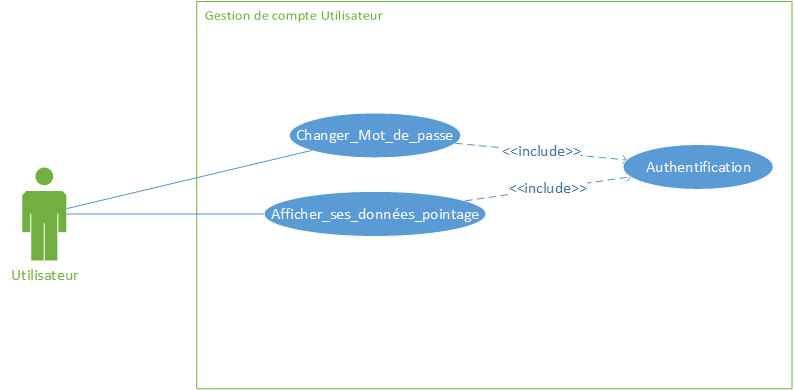 Gestion de compte Utilisateur
Changer_Mot_de_passe
<<include>>
Authentification
<<include>>
Afficher_ses_données_pointage
Utilisateur